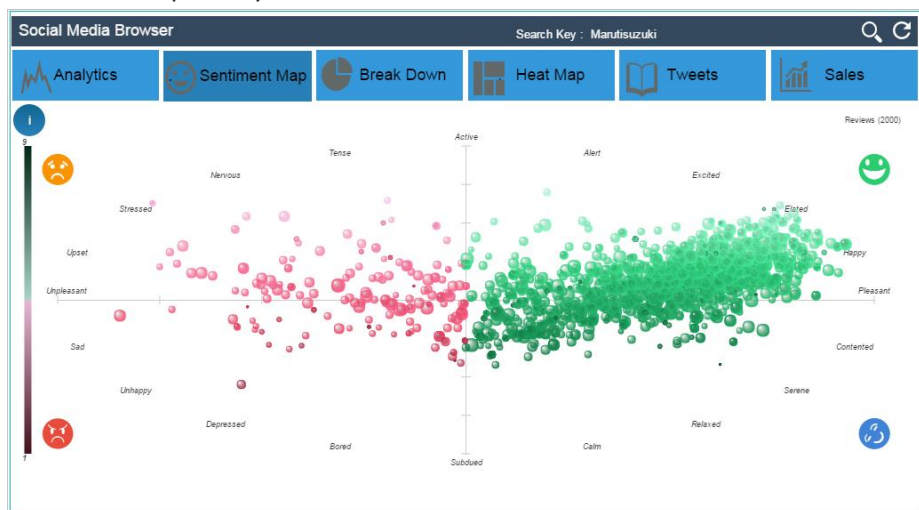 Social Media Browser
Search Key : Marutisuzuki
Analytics
Sentiment Map
Break Down
Heat Map
Tweets
Sales
i
Reviews (2000)
9
Active
Tense
Alert
Nervous
Excited
Stressed
Elated
Upset
Happy
Unpleasant
Pleasant
Sad
Contented
Unhappy
Serene
Depressed
Relaxed
Bored
Calm
1
Subdued